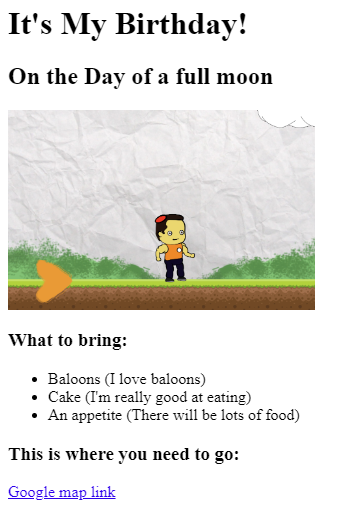 It's My Birthday!
On the Day of a full moon
What to bring:
Baloons (I love baloons)
Cake (I'm really good at eating)
An appetite (There will be lots of food)
This is where you need to go:
Google map link